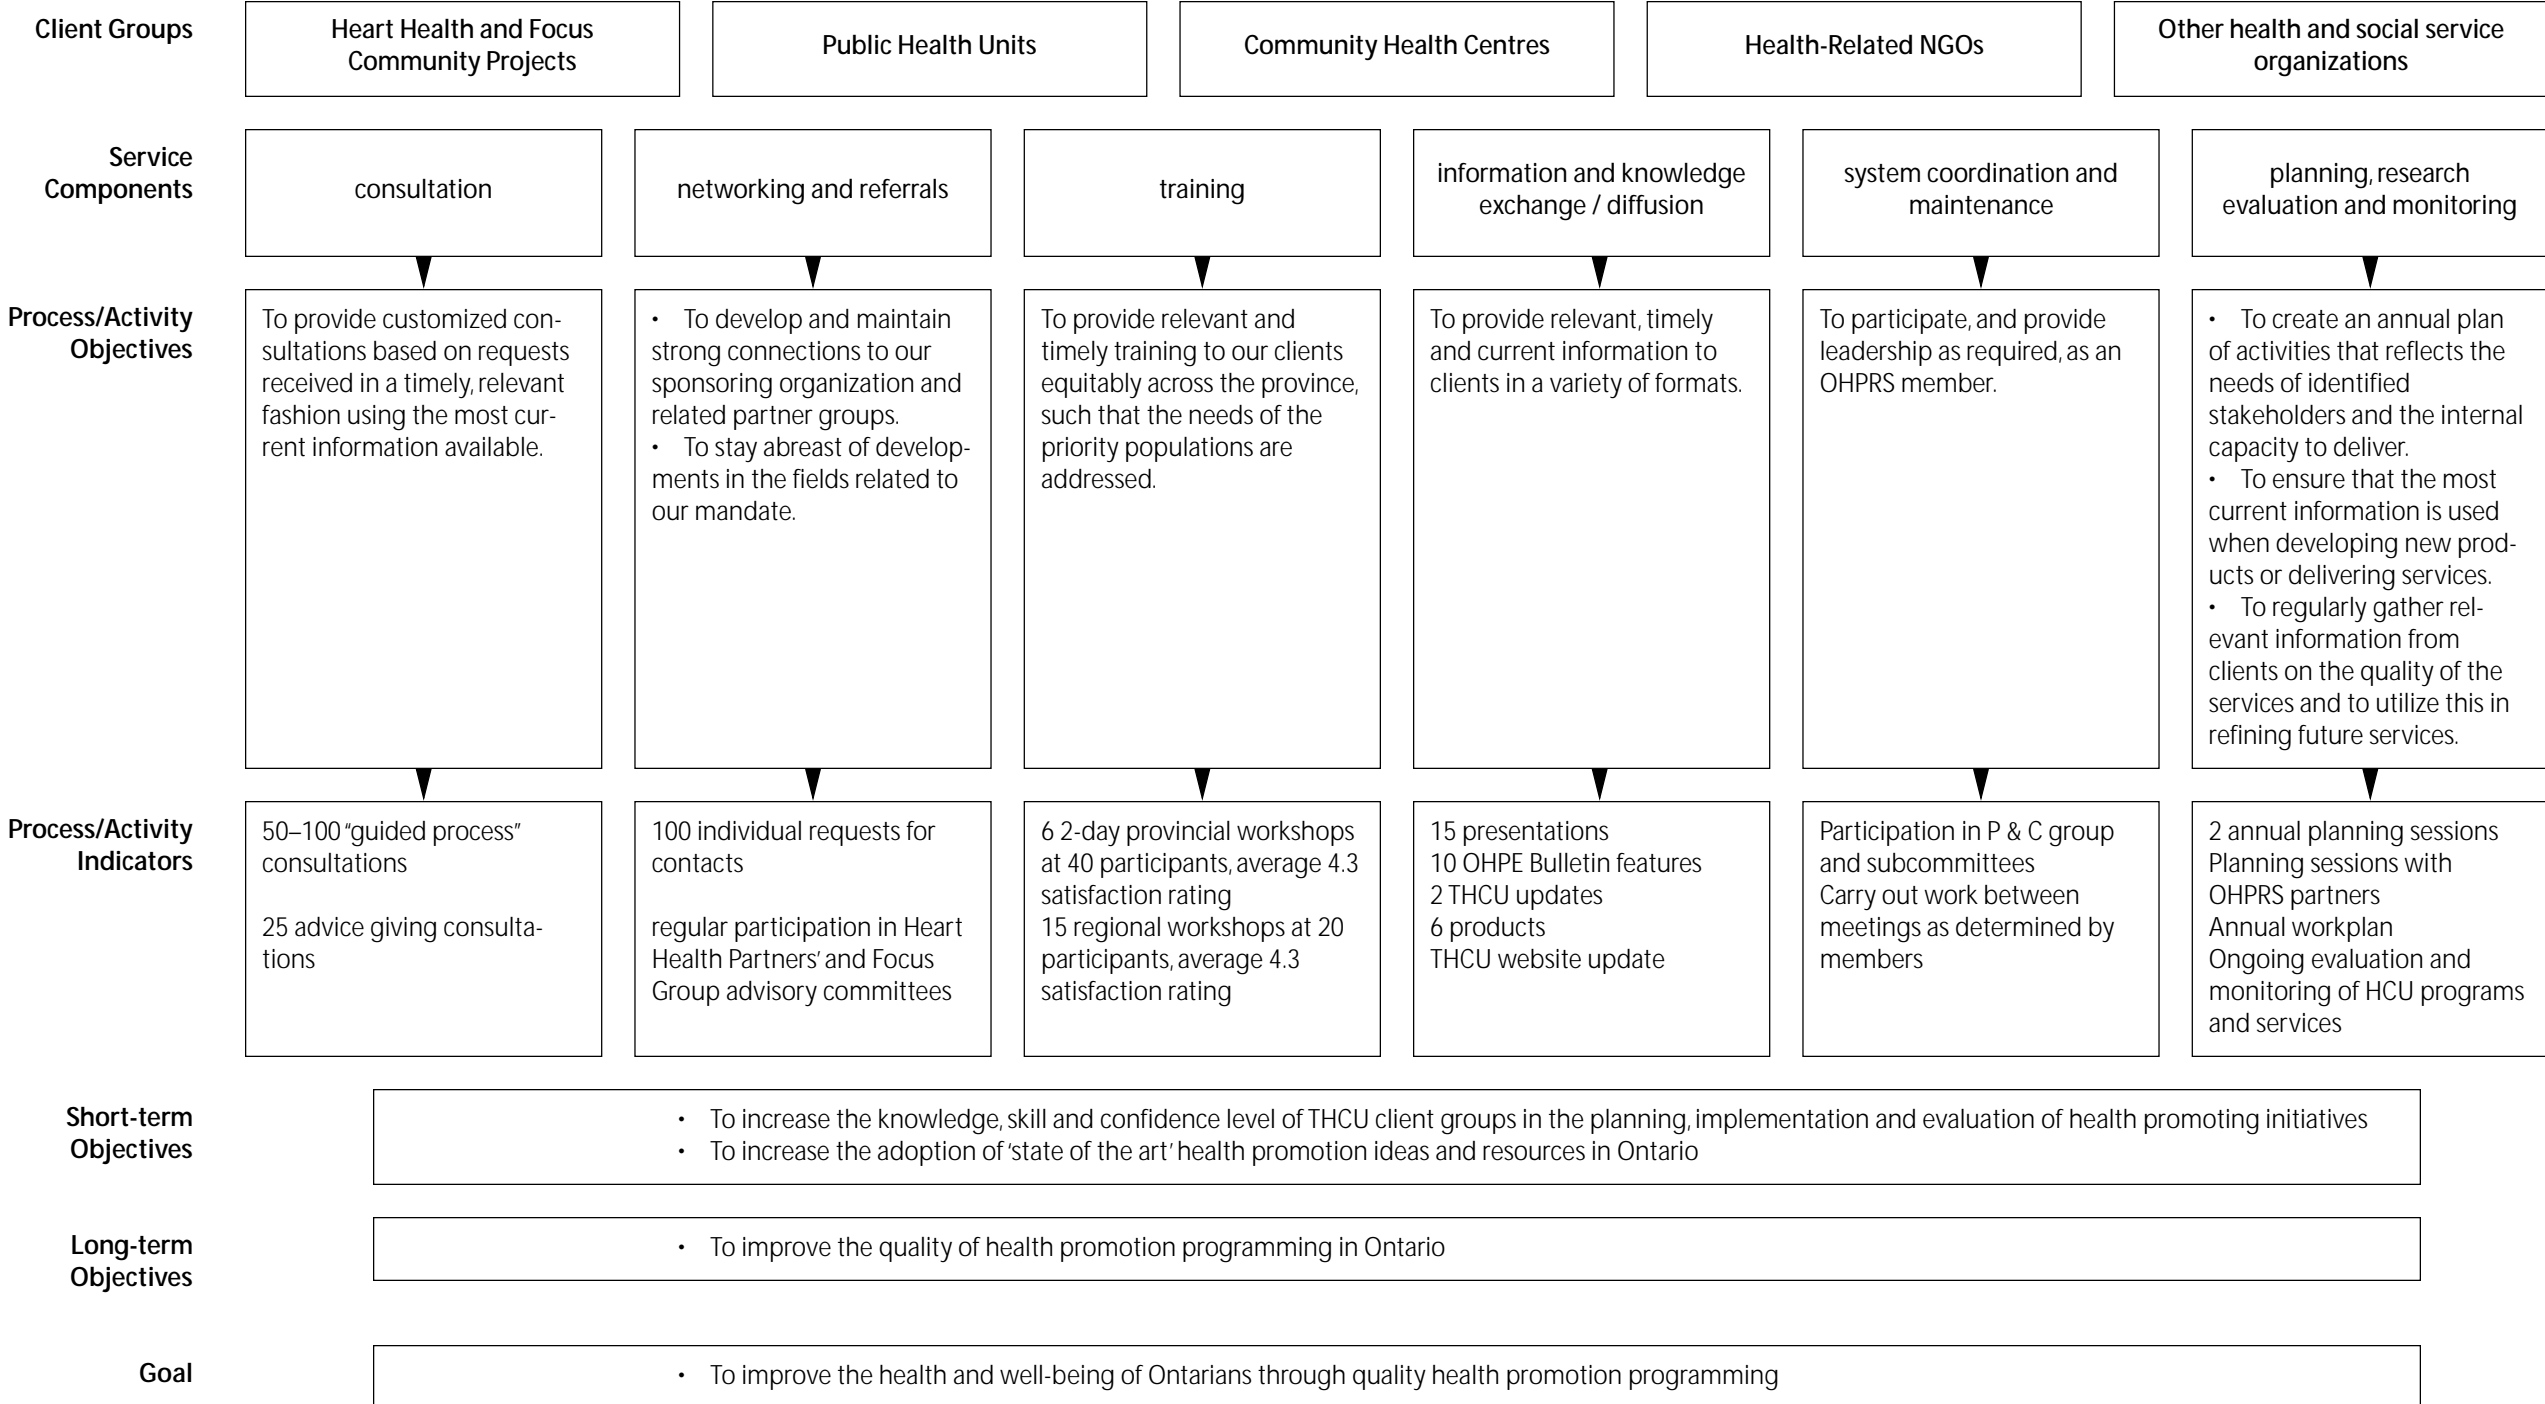 Client Groups
Heart Health and Focus
Community Projects
Public Health Units
Community Health Centres
Health-Related NGOs
Other health and social service
organizations
Service
Components
consultation
networking and referrals
training
information and knowledge
exchange / diffusion
system coordination and
maintenance
planning, research
evaluation and monitoring
Process/Activity
Objectives
To provide customized con-
sultations based on requests
received in a timely, relevant
fashion using the most cur-
rent information available.
• To develop and maintain
strong connections to our
sponsoring organization and
related partner groups.
• To stay abreast of develop-
ments in the fields related to
our mandate.
To provide relevant and
timely training to our clients
equitably across the province,
such that the needs of the
priority populations are
addressed.
To provide relevant, timely
and current information to
clients in a variety of formats.
To participate, and provide
leadership as required, as an
OHPRS member.
• To create an annual plan
of activities that reflects the
needs of identified
stakeholders and the internal
capacity to deliver.
• To ensure that the most
current information is used
when developing new prod-
ucts or delivering services.
• To regularly gather rel-
evant information from
clients on the quality of the
services and to utilize this in
refining future services.
Process/Activity
Indicators
50–100 “guided process”
consultations
25 advice giving consulta-
tions
100 individual requests for
contacts
regular participation in Heart
Health Partners’ and Focus
Group advisory committees
6 2-day provincial workshops
at 40 participants, average 4.3
satisfaction rating
15 regional workshops at 20
participants, average 4.3
satisfaction rating
15 presentations
10 OHPE Bulletin features
2 THCU updates
6 products
THCU website update
Participation in P & C group
and subcommittees
Carry out work between
meetings as determined by
members
2 annual planning sessions
Planning sessions with
OHPRS partners
Annual workplan
Ongoing evaluation and
monitoring of HCU programs
and services
Short-term
Objectives
• To increase the knowledge, skill and confidence level of THCU client groups in the planning, implementation and evaluation of health promoting initiatives
• To increase the adoption of ‘state of the art’ health promotion ideas and resources in Ontario
Long-term
Objectives
• To improve the quality of health promotion programming in Ontario
Goal
• To improve the health and well-being of Ontarians through quality health promotion programming